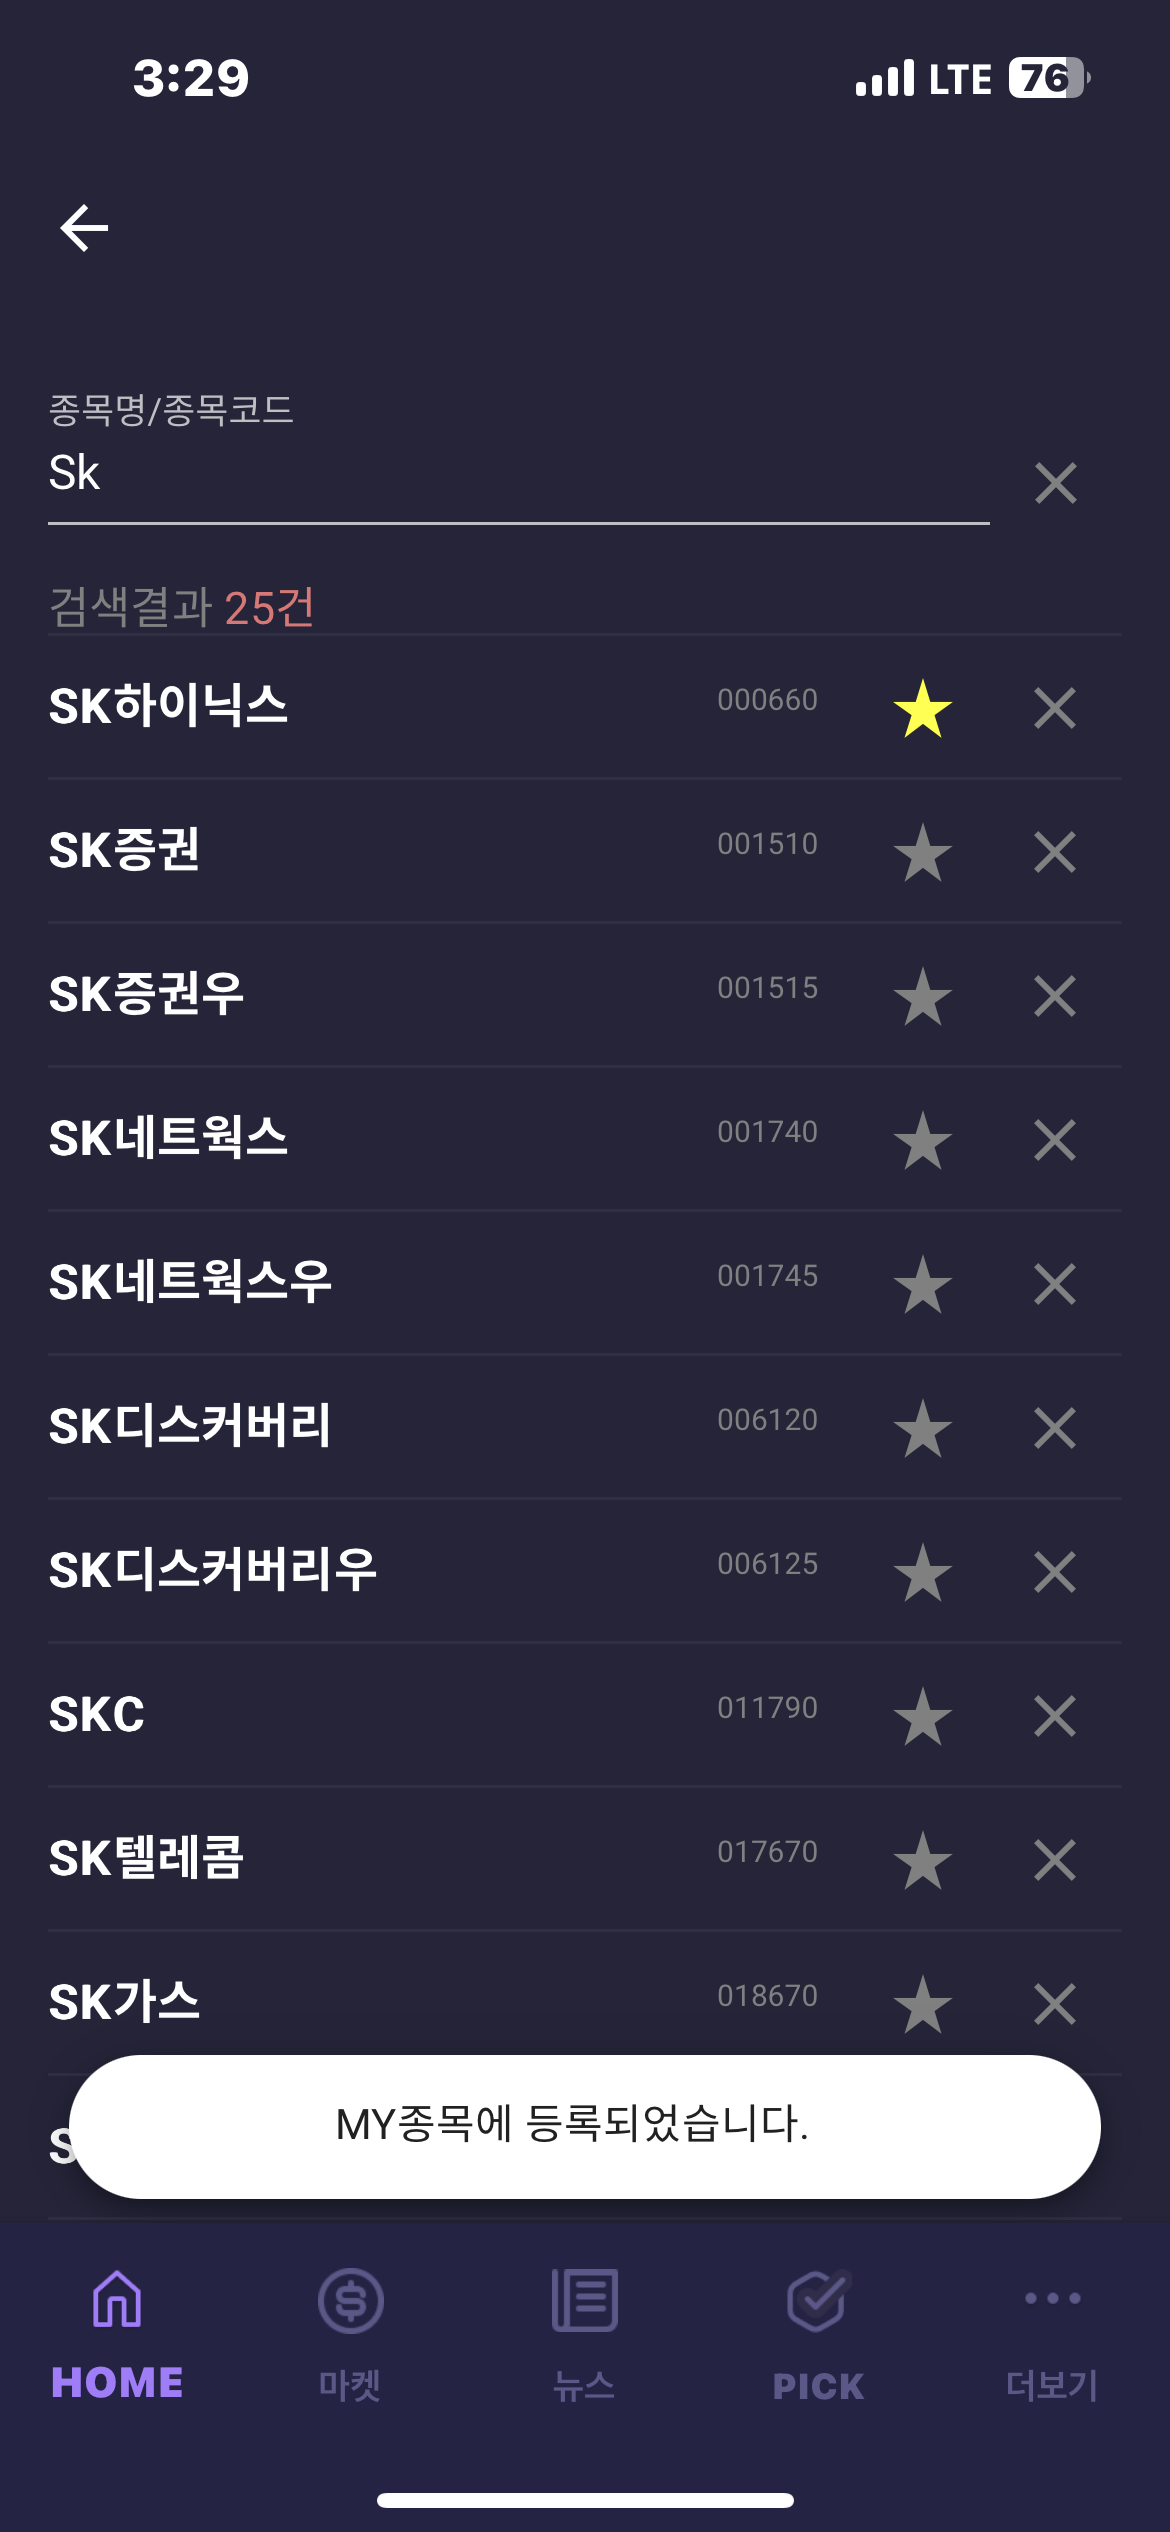 3:29 LTE 76
종목명/종목코드
Sk
검색결과 25건
SK하이닉스 000660
SK증권 001510
SK증권우 001515
SK네트웍스 001740
SK네트웍스우 001745
SK디스커버리 006120
SK디스커버리우 006125
SKC 011790
SK텔레콤 017670
SK가스 018670
S
MY종목에 등록되었습니다.
HOME 마켓 뉴스 PICK 더보기